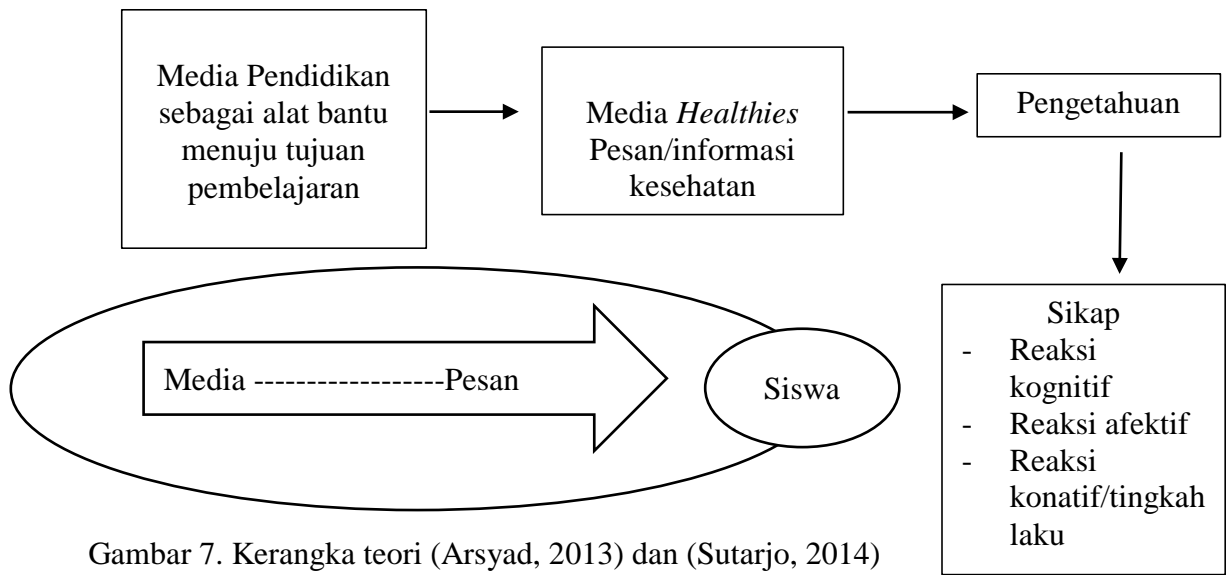 Media Pendidikan
sebagai alat bantu
menuju tujuan
pembelajaran
Media Healthies
Pesan/informasi
kesehatan
Pengetahuan
Media -------------------Pesan
Siswa
Sikap
- Reaksi
kognitif
- Reaksi afektif
- Reaksi
konatif/tingkah
laku
Gambar 7. Kerangka teori (Arsyad, 2013) dan (Sutarjo, 2014)